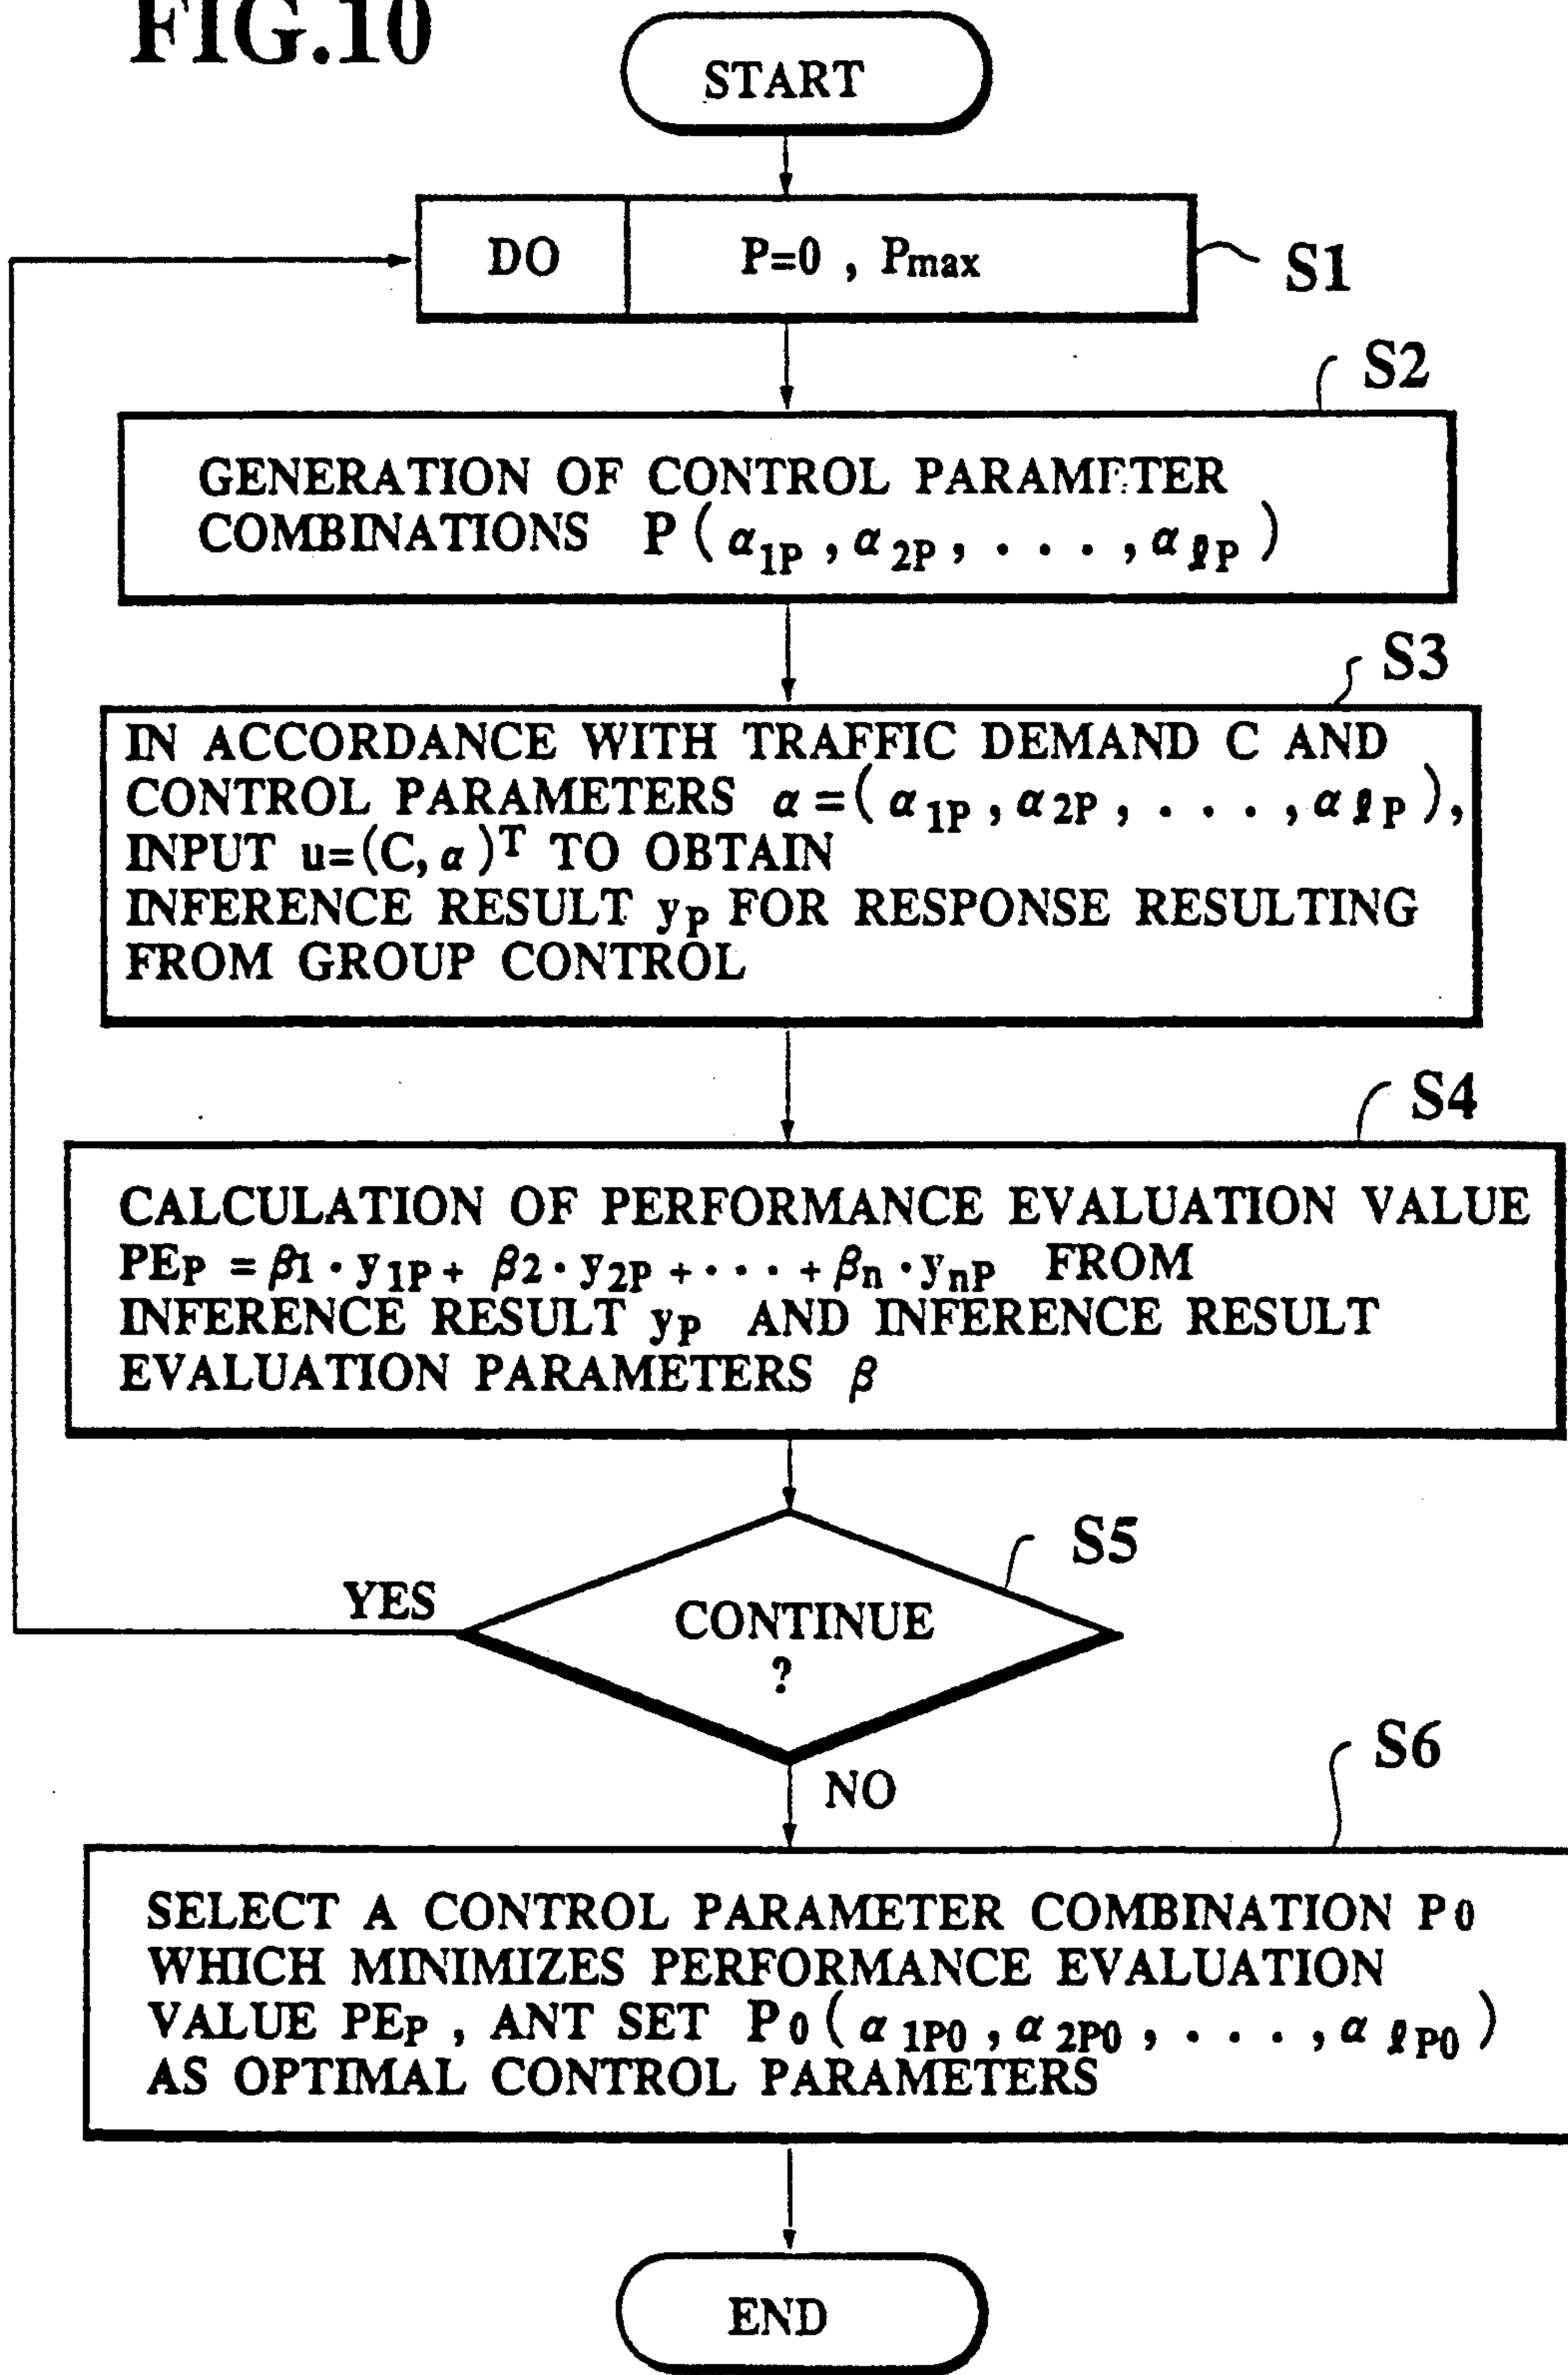 FIG.10
START
DO P=0 , Pmax
S1
S2
GENERATION OF CONTROL PARAMETER
COMBINATIONS P(α1P, α2P, . . . , αℓP)
S3
IN ACCORDANCE WITH TRAFFIC DEMAND C AND
CONTROL PARAMETERS α=(α1P, α2P, . . . , αℓP),
INPUT u=(C, α)T TO OBTAIN
INFERENCE RESULT yP FOR RESPONSE RESULTING
FROM GROUP CONTROL
S4
CALCULATION OF PERFORMANCE EVALUATION VALUE
PEP = β1·y1P+ β2·y2P+···+βn·ynP FROM
INFERENCE RESULT yP AND INFERENCE RESULT
EVALUATION PARAMETERS β
S5
YES
CONTINUE
?
NO
S6
SELECT A CONTROL PARAMETER COMBINATION P0
WHICH MINIMIZES PERFORMANCE EVALUATION
VALUE PEP , ANT SET P0(α1P0, α2P0, . . . , αℓP0)
AS OPTIMAL CONTROL PARAMETERS
END